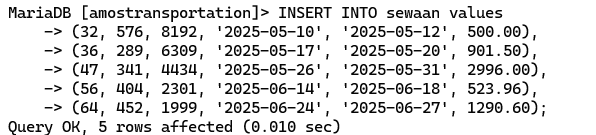 MariaDB [amostransportation]> INSERT INTO sewaan values
    -> (32, 576, 8192, '2025-05-10', '2025-05-12', 500.00),
    -> (36, 289, 6309, '2025-05-17', '2025-05-20', 901.50),
    -> (47, 341, 4434, '2025-05-26', '2025-05-31', 2996.00),
    -> (56, 404, 2301, '2025-06-14', '2025-06-18', 523.96),
    -> (64, 452, 1999, '2025-06-24', '2025-06-27', 1290.60);
Query OK, 5 rows affected (0.010 sec)